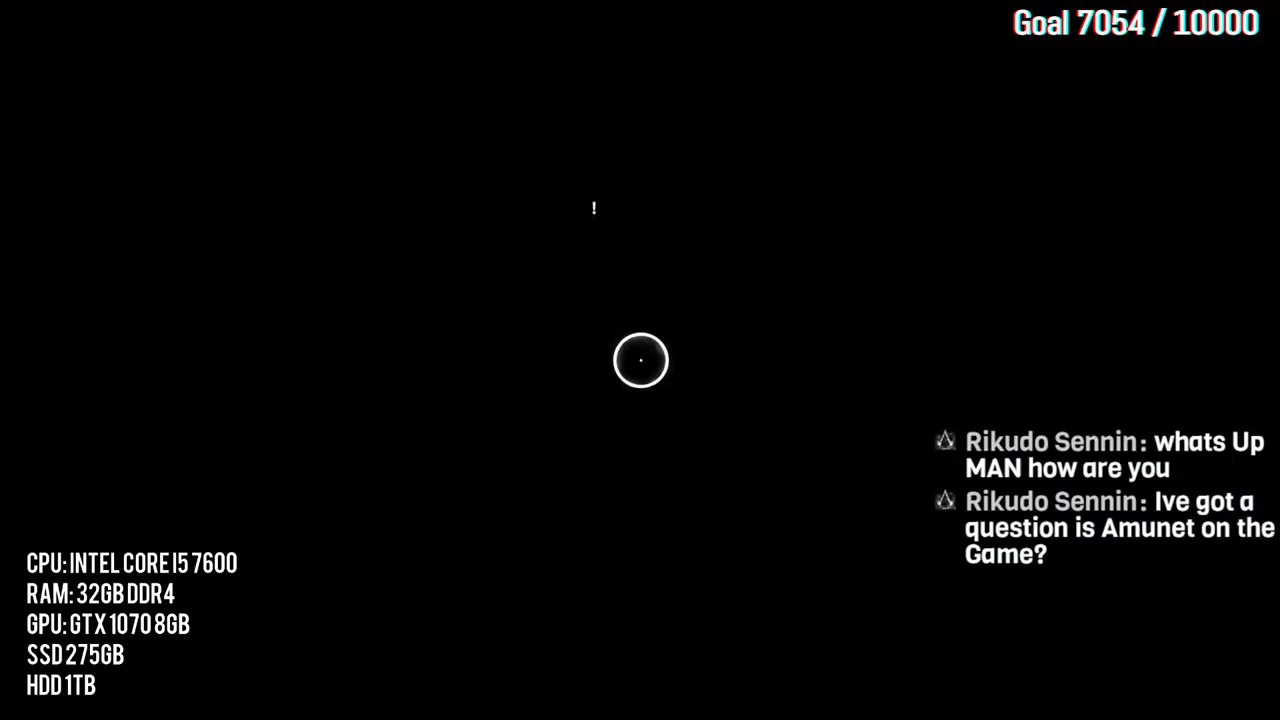 Goal 7054 / 10000
!
Rikudo Sennin: whats Up
MAN how are you
Rikudo Sennin: Ive got a
question is Amunet on the
Game?
CPU: INTEL CORE I5 7600
RAM: 32GB DDR4
GPU: GTX 1070 8GB
SSD 275GB
HDD 1TB